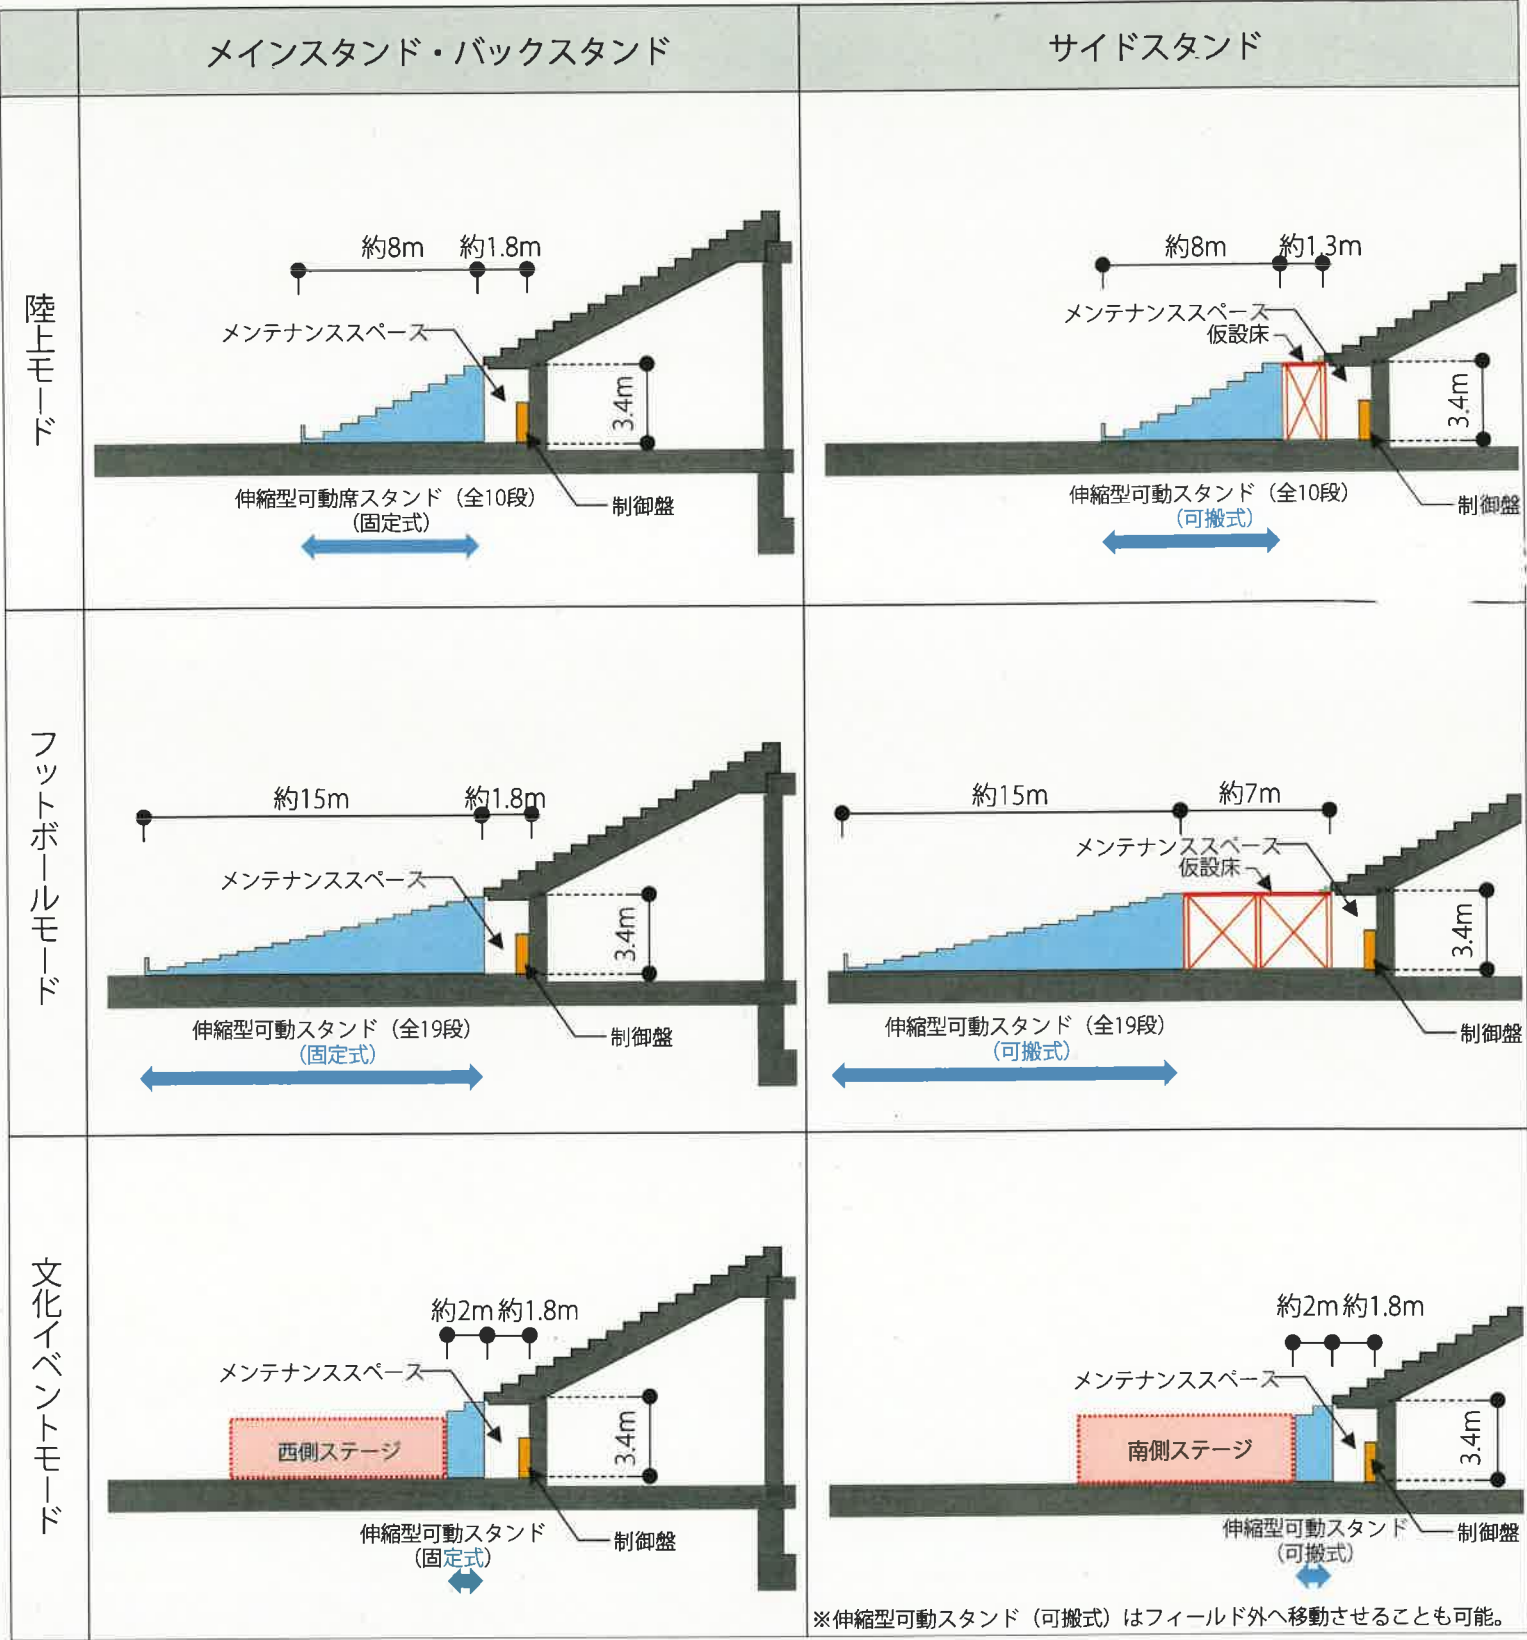 メインスタンド・バックスタンド
サイドスタンド
陸上モード
約8m
約1.8m
メンテナンススペース
3.4m
伸縮型可動席スタンド（全10段）
(固定式)
制御盤
約8m
約1.3m
メンテナンススペース
仮設床
3.4m
伸縮型可動スタンド（全10段）
(可搬式)
制御盤
フットボールモード
約15m
約1.8m
メンテナンススペース
3.4m
伸縮型可動スタンド（全19段）
(固定式)
制御盤
約15m
約7m
メンテナンススペース
仮設床
3.4m
伸縮型可動スタンド（全19段）
(可搬式)
制御盤
文化イベントモード
約2m 約1.8m
メンテナンススペース
西側ステージ
3.4m
伸縮型可動スタンド
(固定式)
制御盤
約2m 約1.8m
メンテナンススペース
南側ステージ
3.4m
伸縮型可動スタンド
(可搬式)
制御盤
※伸縮型可動スタンド（可搬式）はフィールド外へ移動させることも可能。